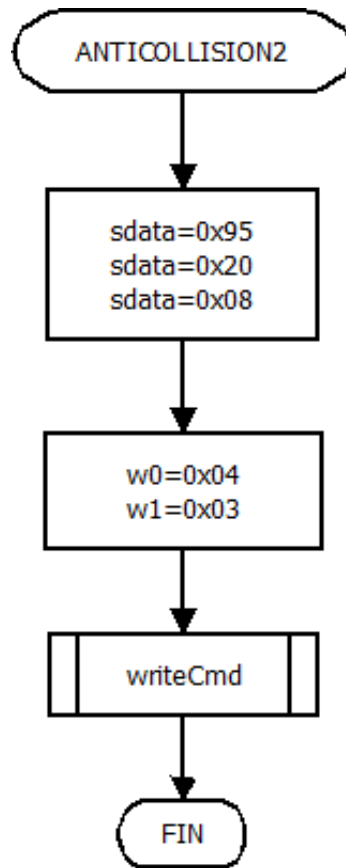 ANTICOLLISION2
sdata=0x95
sdata=0x20
sdata=0x08
w0=0x04
w1=0x03
writeCmd
FIN